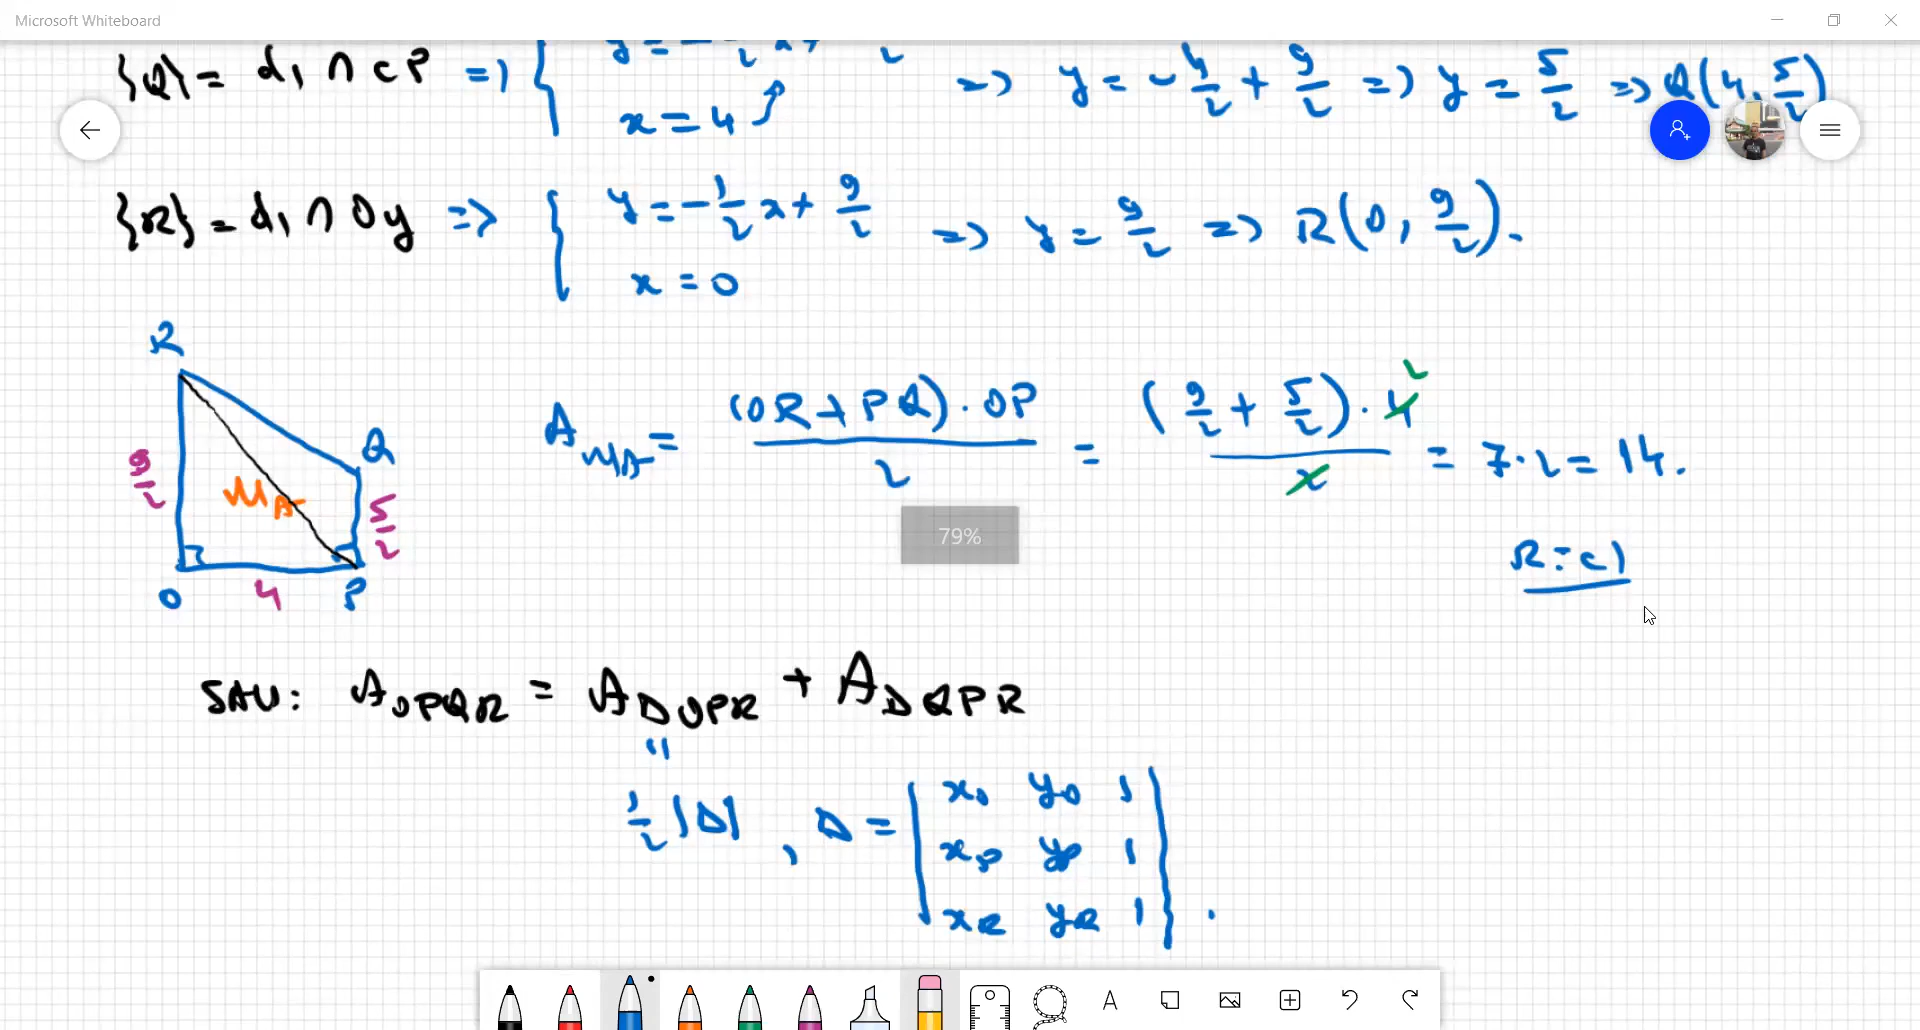 Microsoft Whiteboard
{Q} = d₁ ∩ CP => { x = 4 => y = -4/2 + 9/2 => y = 5/2 => Q(4, 5/2)
{R} = d₁ ∩ Oy => { y = -1/2 x + 9/2 ; x = 0 => y = 9/2 => R(0, 9/2).
R
Q
9/2
MA
5/2
O
4
P
A_MA = (OR + PQ)·OP / 2 = (9/2 + 5/2)·4 / 2 = 7·2 = 14.
2
79%
R: c)
SAU: A_OPQR = A_ΔOPR + A_ΔQPR
"
1/2 |Δ| , Δ = | x_O y_O 1
x_P y_P 1
x_R y_R 1 | .
A